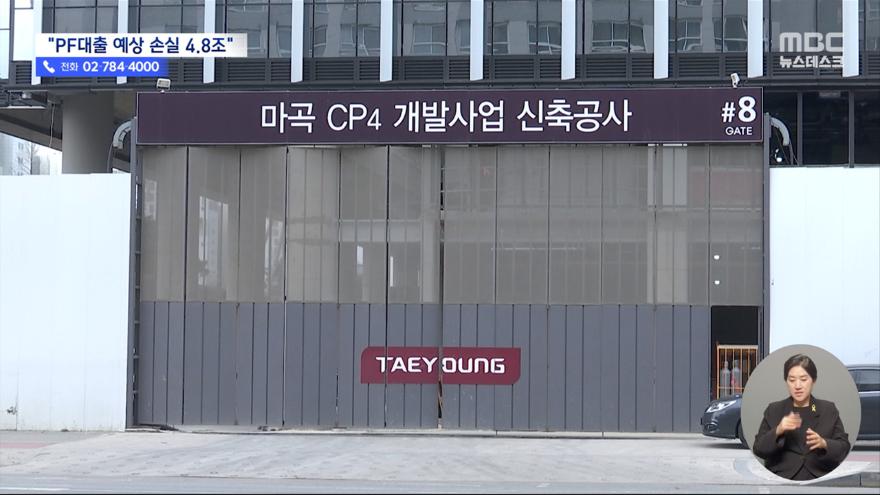 "PF대출 예상 손실 4.8조"
전화 02·784·4000
MBC
뉴스데스크
마곡 CP4 개발사업 신축공사
#8
GATE
TAEYOUNG